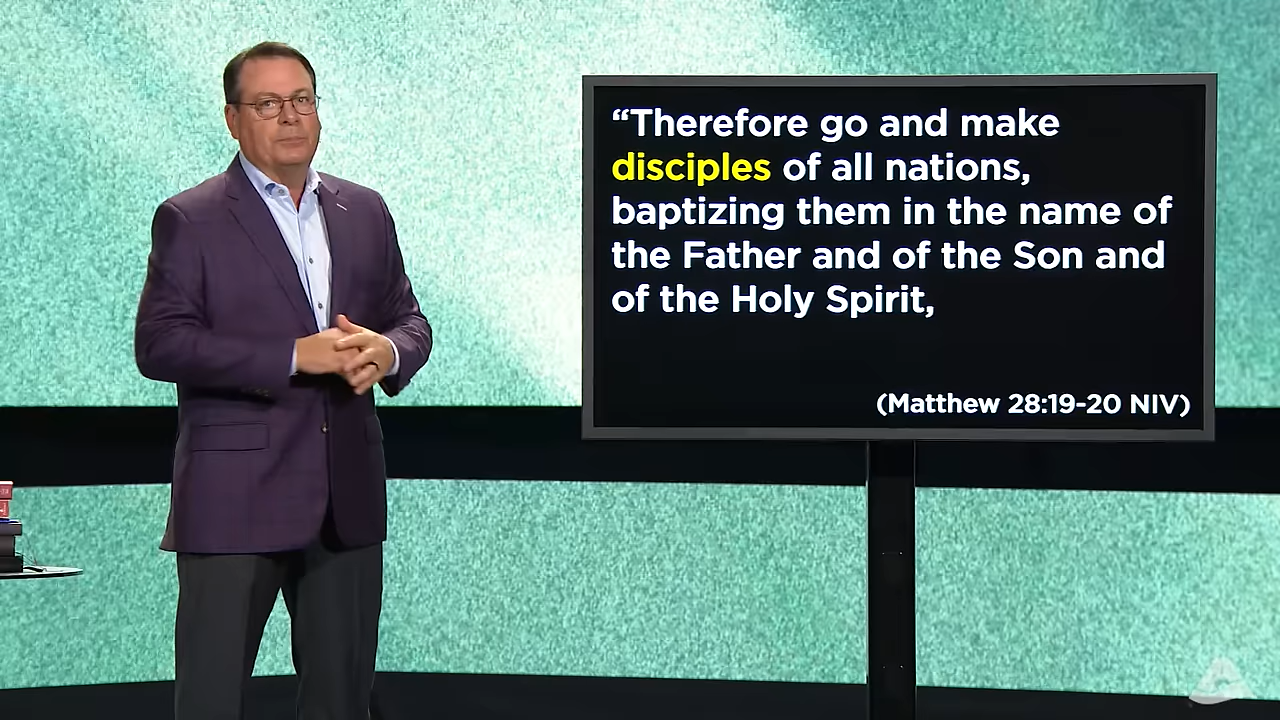 “Therefore go and make
disciples of all nations,
baptizing them in the name of
the Father and of the Son and
of the Holy Spirit,
(Matthew 28:19-20 NIV)